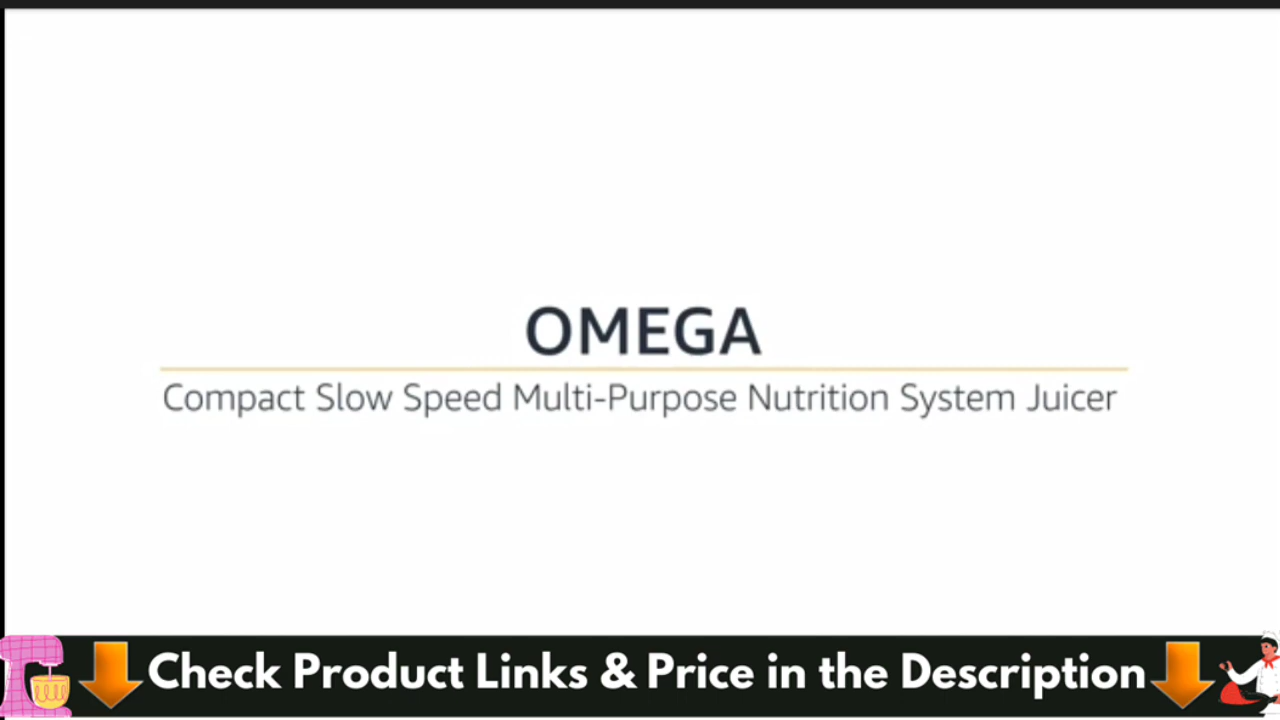 OMEGA
Compact Slow Speed Multi-Purpose Nutrition System Juicer
Check Product Links & Price in the Description